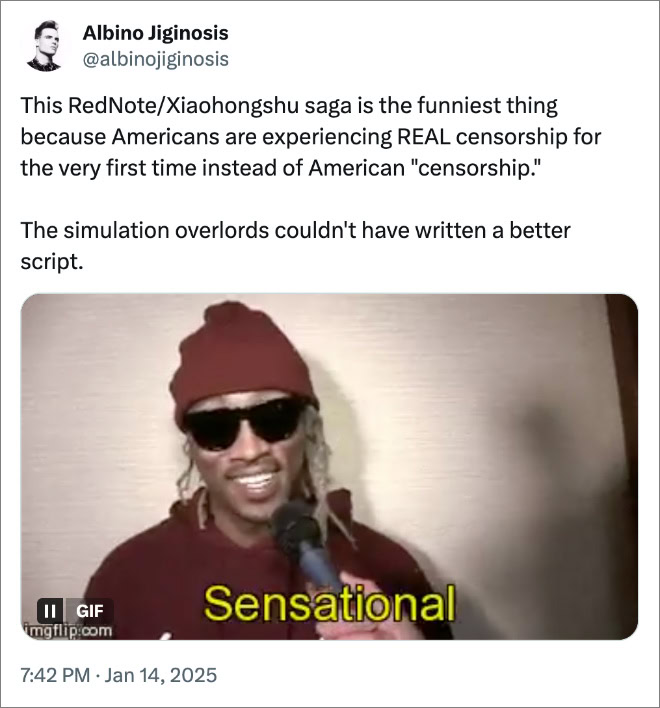 Albino Jiginosis
@albinojiginosis
This RedNote/Xiaohongshu saga is the funniest thing
because Americans are experiencing REAL censorship for
the very first time instead of American "censorship."
The simulation overlords couldn't have written a better
script.
Sensational
GIF
imgflip.com
7:42 PM · Jan 14, 2025